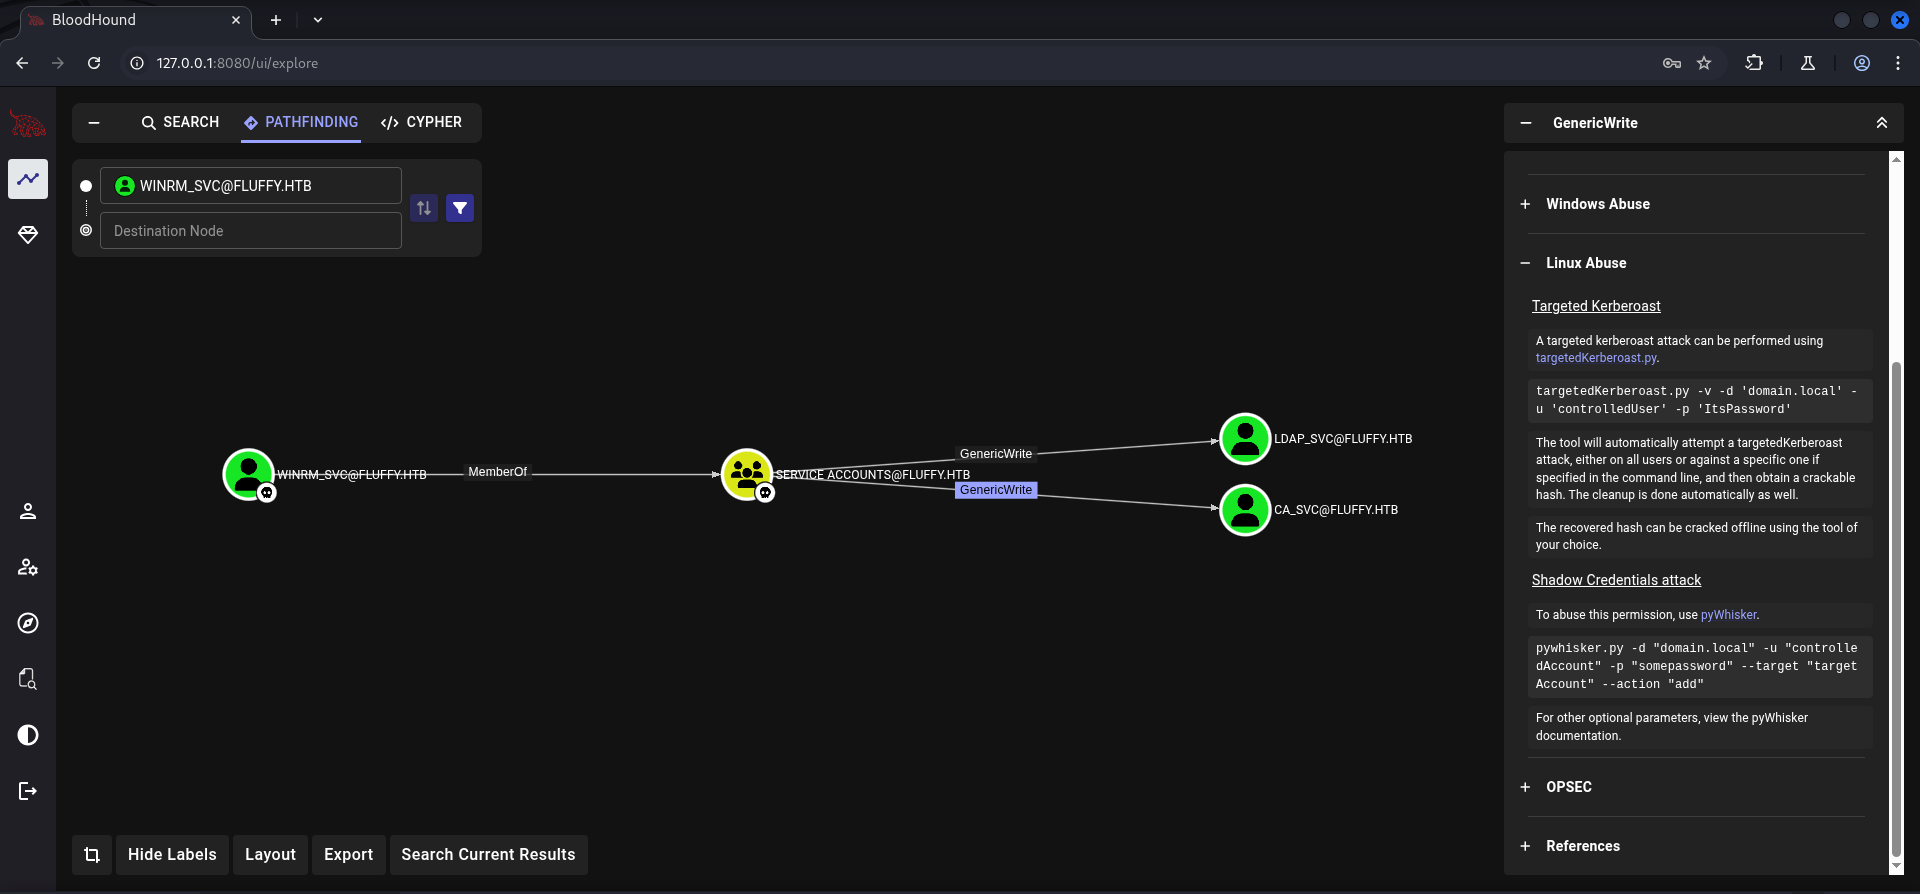 BloodHound
127.0.0.1:8080/ui/explore
SEARCH
PATHFINDING
CYPHER
WINRM_SVC@FLUFFY.HTB
Destination Node
WINRM_SVC@FLUFFY.HTB
MemberOf
SERVICE ACCOUNTS@FLUFFY.HTB
GenericWrite
GenericWrite
LDAP_SVC@FLUFFY.HTB
CA_SVC@FLUFFY.HTB
Hide Labels
Layout
Export
Search Current Results
GenericWrite
Windows Abuse
Linux Abuse
Targeted Kerberoast
A targeted kerberoast attack can be performed using
targetedKerberoast.py.
targetedKerberoast.py -v -d 'domain.local' -
u 'controlledUser' -p 'ItsPassword'
The tool will automatically attempt a targetedKerberoast
attack, either on all users or against a specific one if
specified in the command line, and then obtain a crackable
hash. The cleanup is done automatically as well.
The recovered hash can be cracked offline using the tool of
your choice.
Shadow Credentials attack
To abuse this permission, use pyWhisker.
pywhisker.py -d "domain.local" -u "controlle
dAccount" -p "somepassword" --target "target
Account" --action "add"
For other optional parameters, view the pyWhisker
documentation.
OPSEC
References